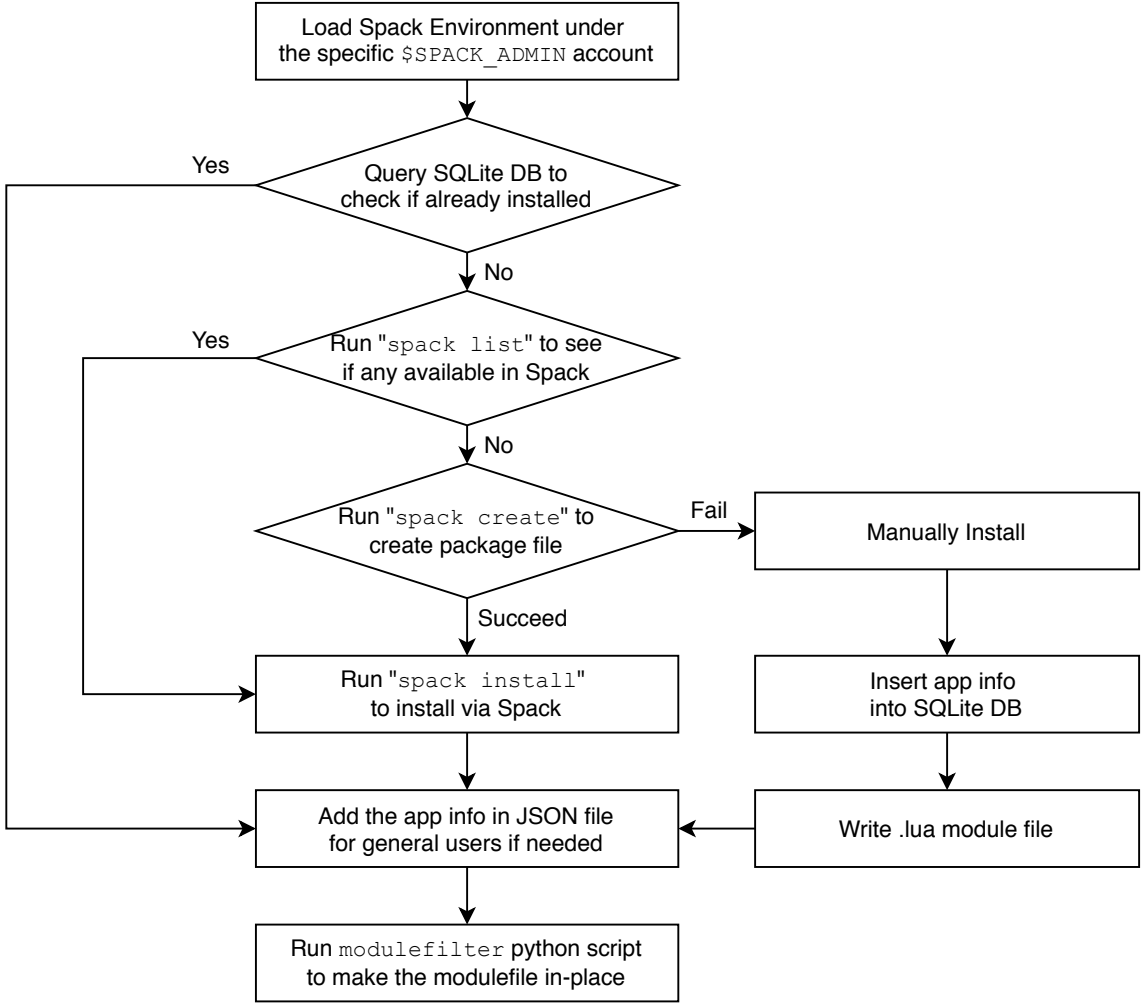 Load Spack Environment under
the specific $SPACK_ADMIN account
Yes
Query SQLite DB to
check if already installed
No
Yes
Run "spack list" to see
if any available in Spack
No
Run "spack create" to
create package file
Fail
Manually Install
Succeed
Run "spack install"
to install via Spack
Insert app info
into SQLite DB
Add the app info in JSON file
for general users if needed
Write .lua module file
Run modulefilter python script
to make the modulefile in-place